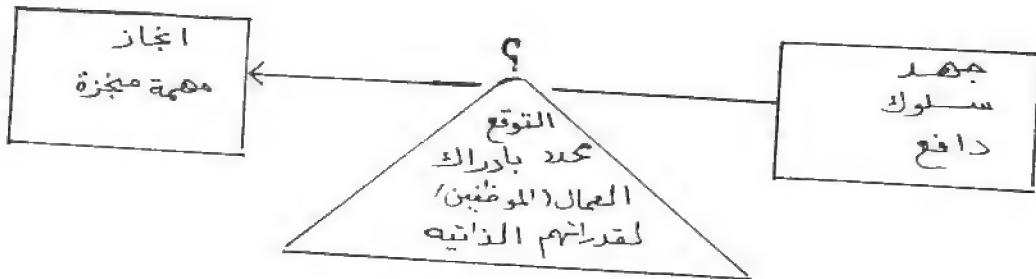 جهد
سلوك
دافع
؟
التوقع
محدد بادراك
العمال (الموظفين)
لقدراتهم الذاتيه
انجاز
مهمة منجزة